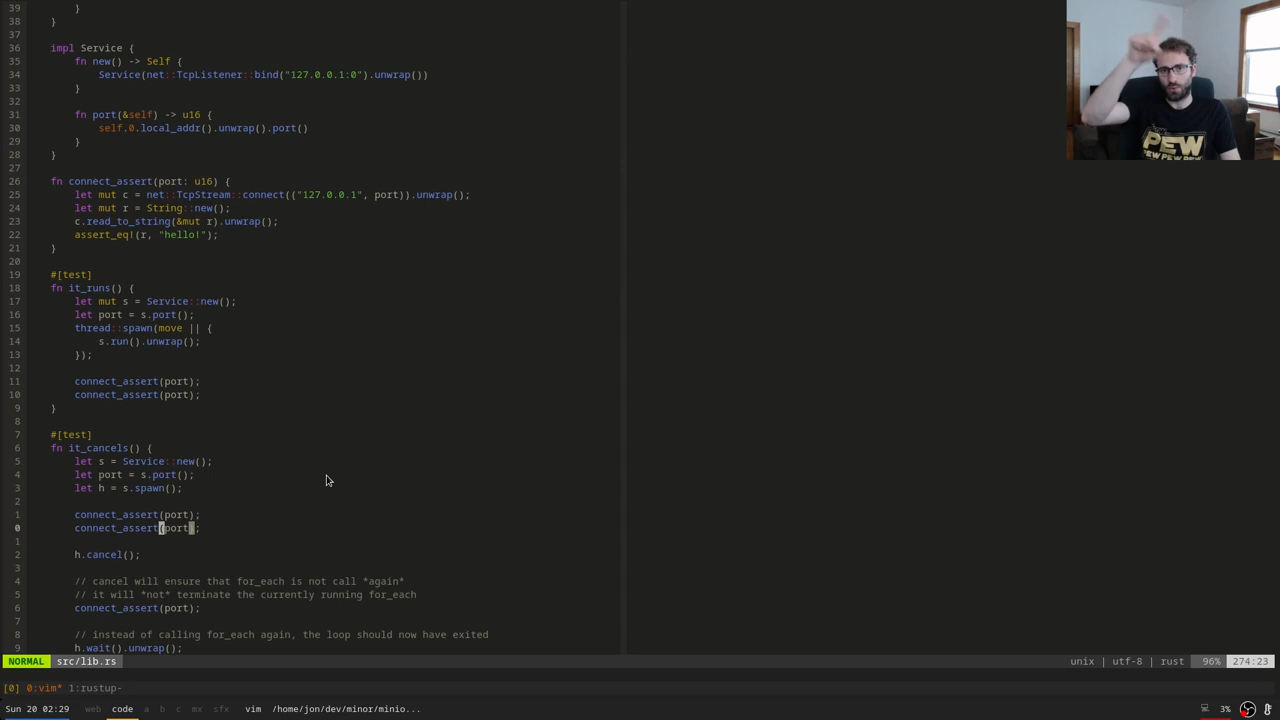 39         }
38     }
37
36     impl Service {
35         fn new() -> Self {
34             Service(net::TcpListener::bind("127.0.0.1:0").unwrap())
33         }
32
31         fn port(&self) -> u16 {
30             self.0.local_addr().unwrap().port()
29         }
28     }
27
26     fn connect_assert(port: u16) {
25         let mut c = net::TcpStream::connect(("127.0.0.1", port)).unwrap();
24         let mut r = String::new();
23         c.read_to_string(&mut r).unwrap();
22         assert_eq!(r, "hello!");
21     }
20
19     #[test]
18     fn it_runs() {
17         let mut s = Service::new();
16         let port = s.port();
15         thread::spawn(move || {
14             s.run().unwrap();
13         });
12
11         connect_assert(port);
10         connect_assert(port);
9     }
8
7     #[test]
6     fn it_cancels() {
5         let s = Service::new();
4         let port = s.port();
3         let h = s.spawn();
2
1         connect_assert(port);
0         connect_assert(port);
1
2         h.cancel();
3
4         // cancel will ensure that for_each is not call *again*
5         // it will *not* terminate the currently running for_each
6         connect_assert(port);
7
8         // instead of calling for_each again, the loop should now have exited
9         h.wait().unwrap();
NORMAL src/lib.rs unix | utf-8 | rust 96% 274:23
[0] 0:vim* 1:rustup-
Sun 20 02:29 web code a b c mx sfx vim /home/jon/dev/minor/minio... 3%
PEW
PEW PEW PEW